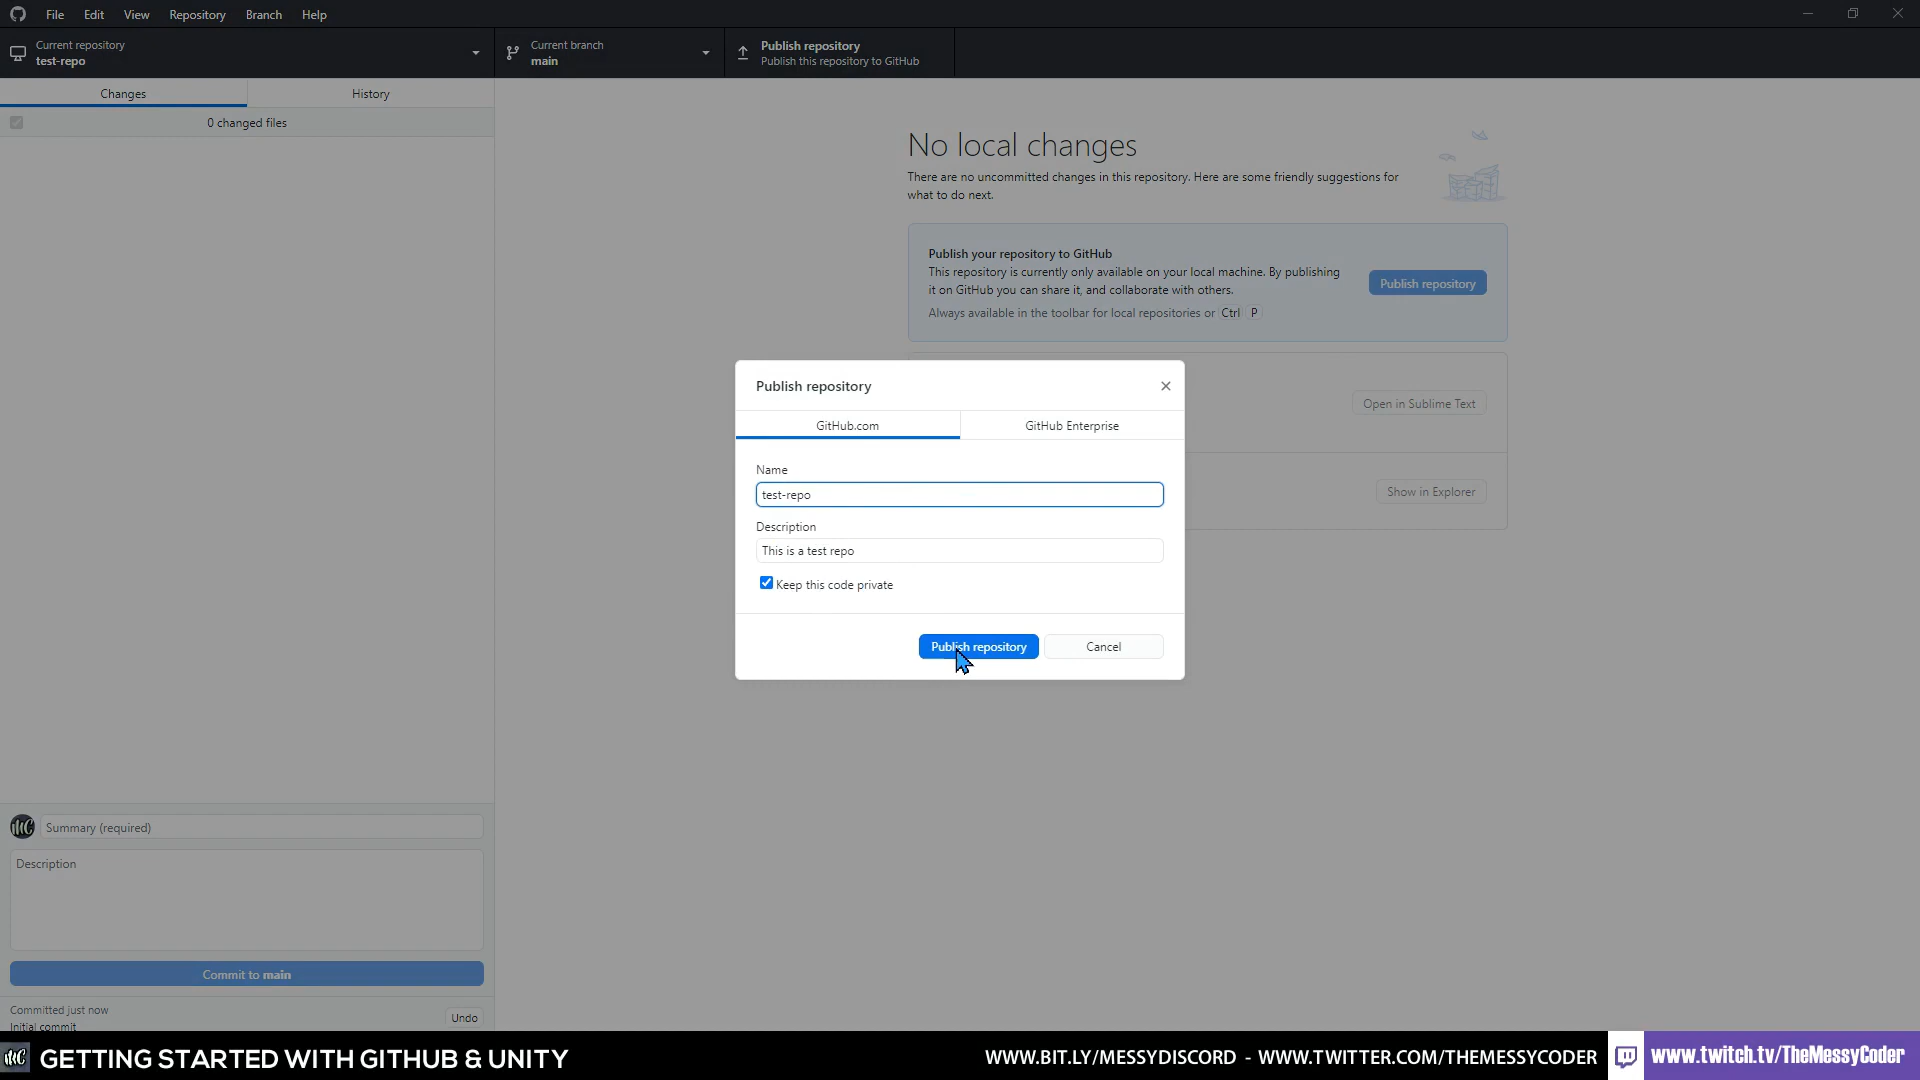 File Edit View Repository Branch Help
Current repository
test-repo
Current branch
main
Publish repository
Publish this repository to GitHub
Changes
History
0 changed files
No local changes
There are no uncommitted changes in this repository. Here are some friendly suggestions for
what to do next.
Publish your repository to GitHub
This repository is currently only available on your local machine. By publishing
it on GitHub you can share it, and collaborate with others.
Always available in the toolbar for local repositories or Ctrl P
Publish repository
Open in Sublime Text
Show in Explorer
Publish repository
GitHub.com
GitHub Enterprise
Name
test-repo
Description
This is a test repo
Keep this code private
Publish repository
Cancel
MC
Summary (required)
Description
Commit to main
Committed just now
Initial commit
Undo
MC
GETTING STARTED WITH GITHUB & UNITY
WWW.BIT.LY/MESSYDISCORD - WWW.TWITTER.COM/THEMESSYCODER
www.twitch.tv/TheMessyCoder